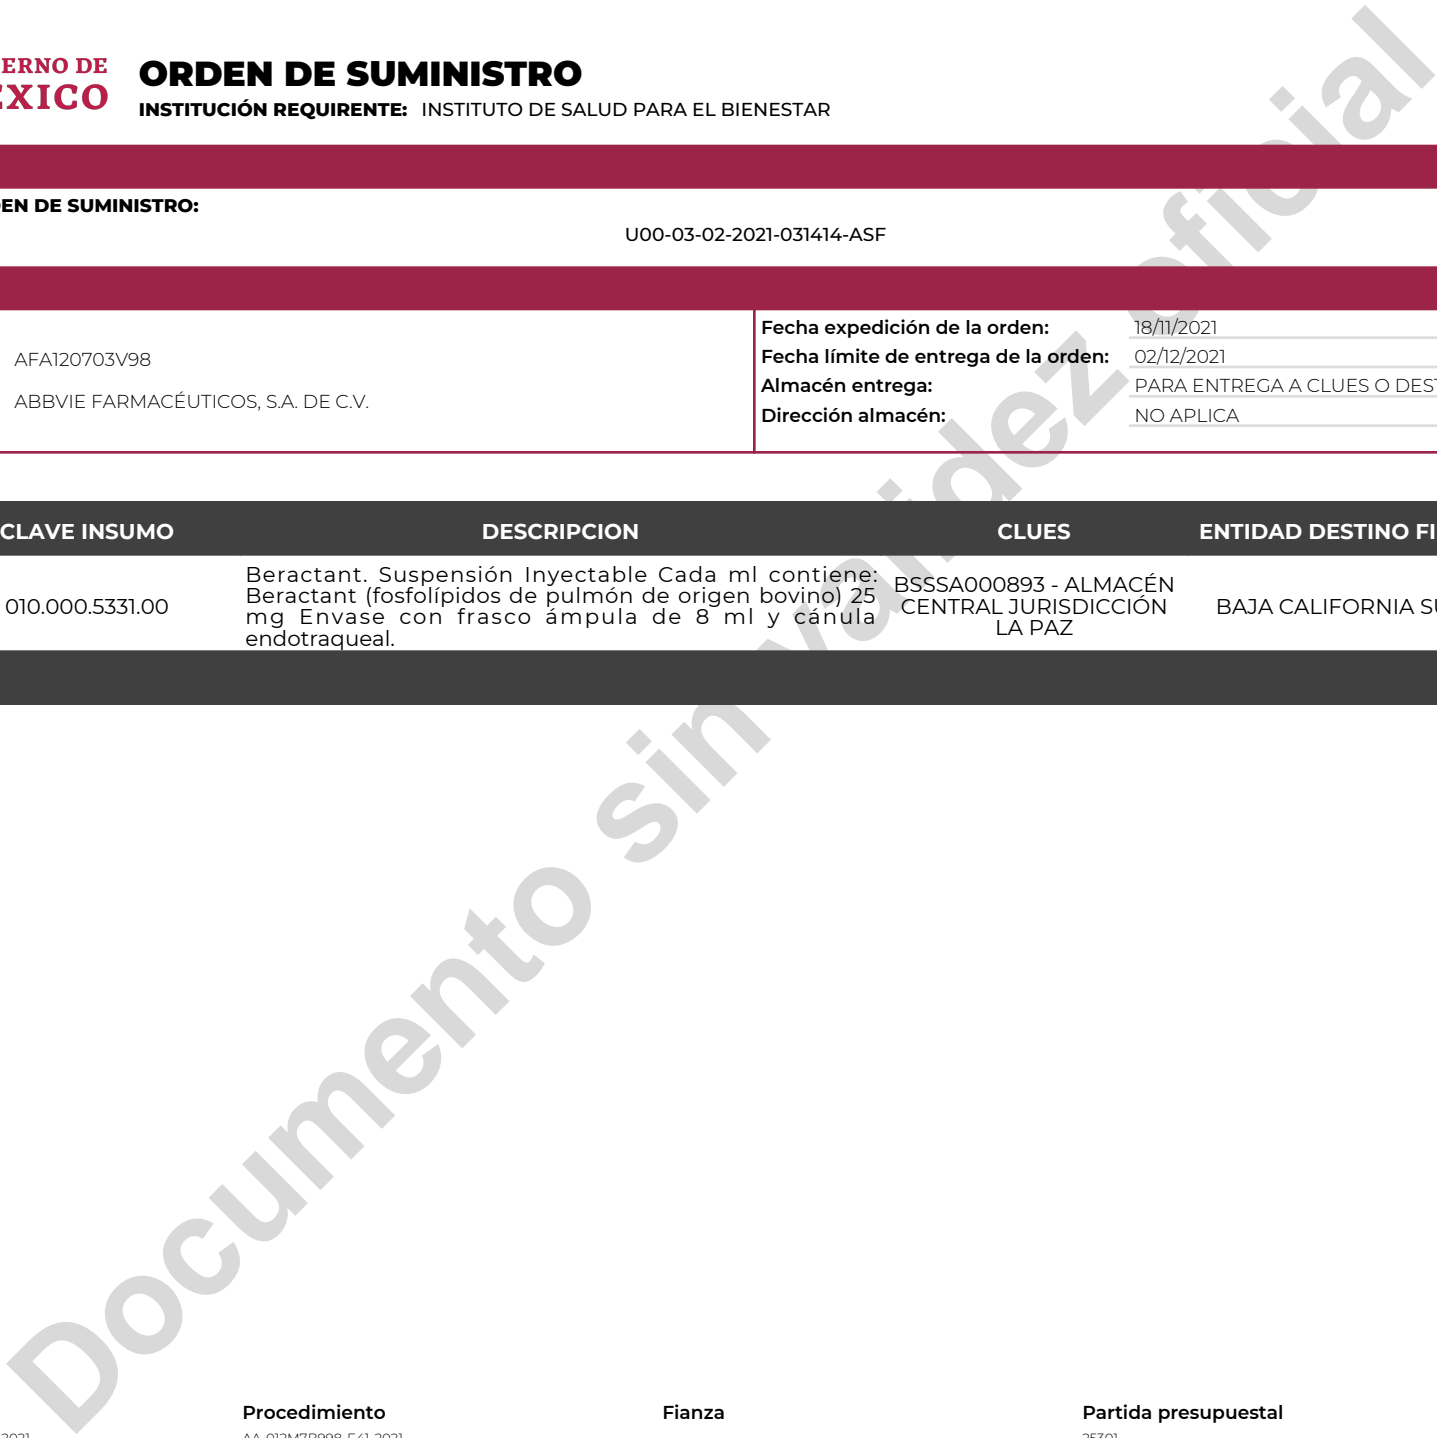 ERNO DE
EXICO
ORDEN DE SUMINISTRO
INSTITUCIÓN REQUIRENTE: INSTITUTO DE SALUD PARA EL BIENESTAR
EN DE SUMINISTRO:
U00-03-02-2021-031414-ASF
AFA120703V98
ABBVIE FARMACÉUTICOS, S.A. DE C.V.
Fecha expedición de la orden: 18/11/2021
Fecha límite de entrega de la orden: 02/12/2021
Almacén entrega: PARA ENTREGA A CLUES O DEST
Dirección almacén: NO APLICA
CLAVE INSUMO DESCRIPCION CLUES ENTIDAD DESTINO FI
010.000.5331.00
Beractant. Suspensión Inyectable Cada ml contiene:
Beractant (fosfolípidos de pulmón de origen bovino) 25
mg Envase con frasco ámpula de 8 ml y cánula
endotraqueal.
BSSSA000893 - ALMACÉN
CENTRAL JURISDICCIÓN
LA PAZ
BAJA CALIFORNIA SU
Documento sin validez oficial
Procedimiento Fianza Partida presupuestal